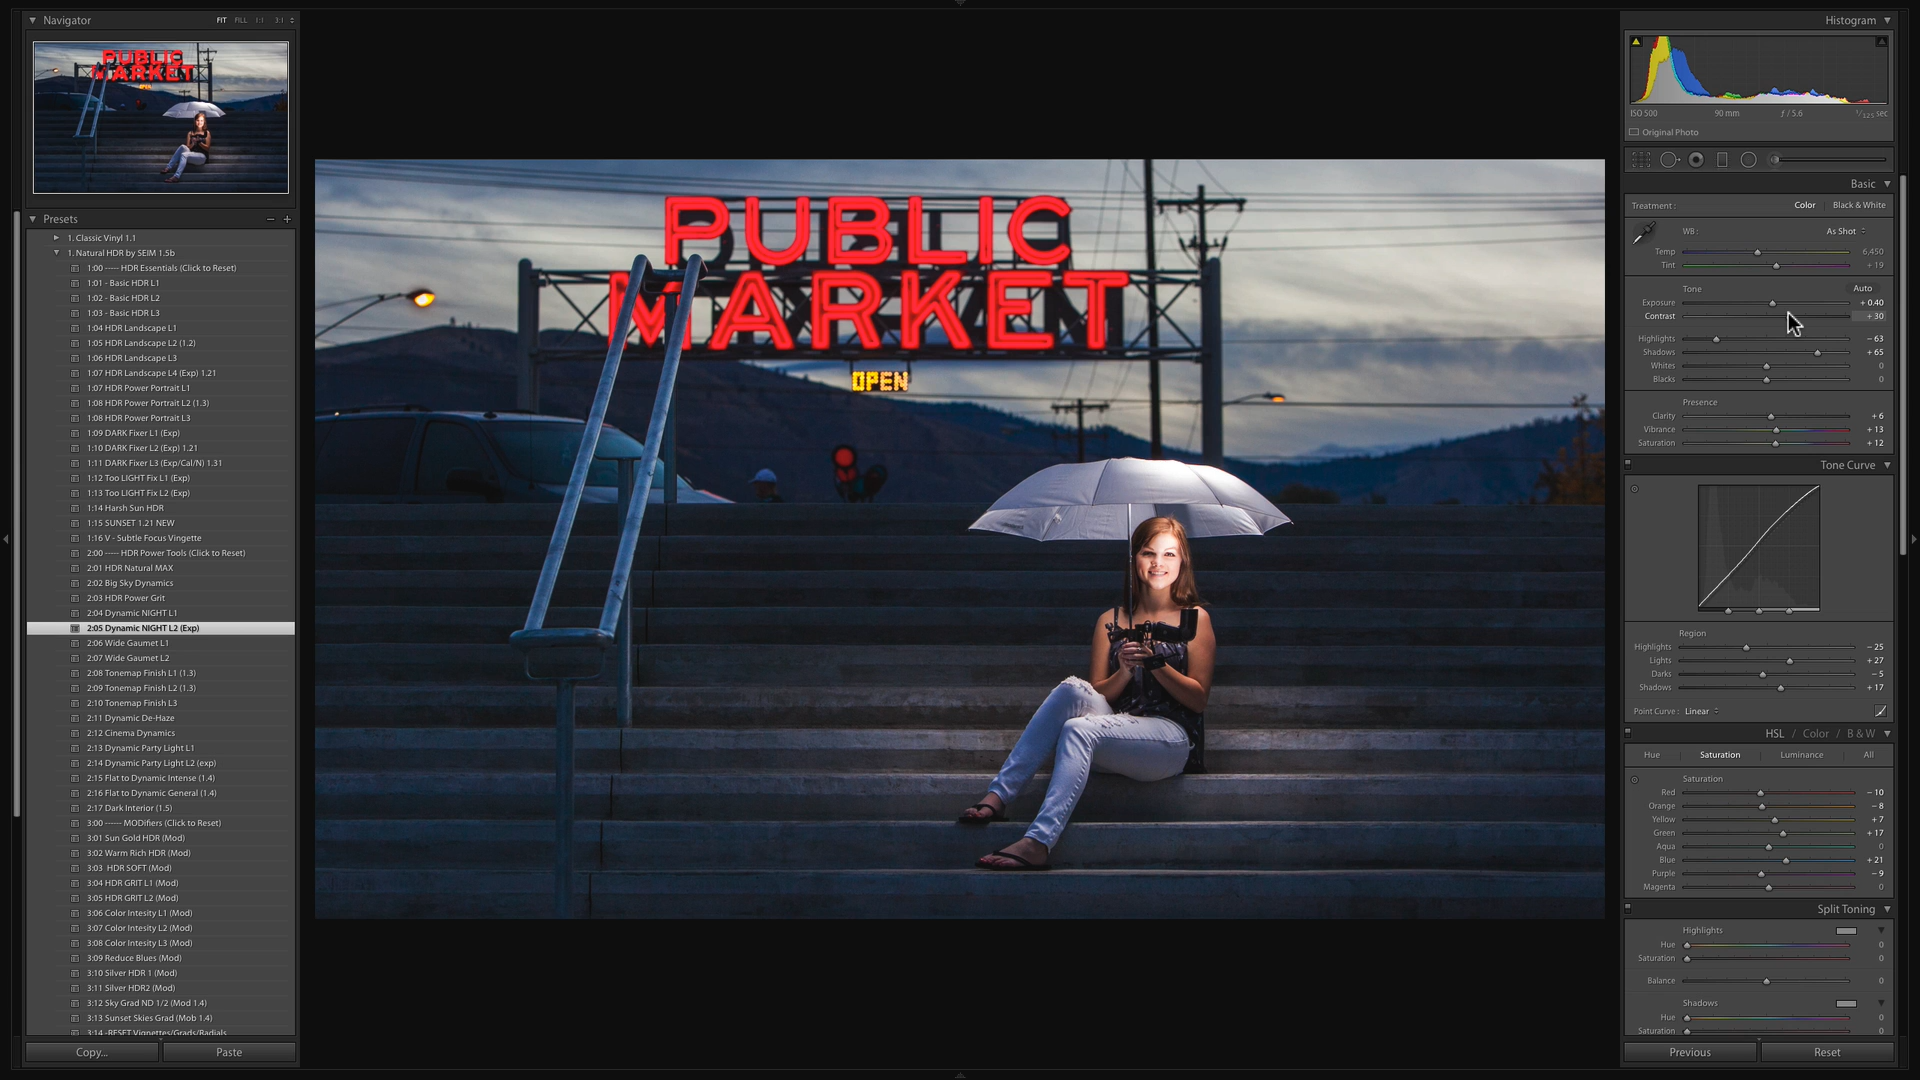 Navigator
FIT FILL 1:1 3:1
PUBLIC
MARKET
OPEN
Presets
1. Classic Vinyl 1.1
1. Natural HDR by SEIM 1.5b
1:00 ----- HDR Essentials (Click to Reset)
1:01 - Basic HDR L1
1:02 - Basic HDR L2
1:03 - Basic HDR L3
1:04 HDR Landscape L1
1:05 HDR Landscape L2 (1.2)
1:06 HDR Landscape L3
1:07 HDR Landscape L4 (Exp) 1.21
1:07 HDR Power Portrait L1
1:08 HDR Power Portrait L2 (1.3)
1:08 HDR Power Portrait L3
1:09 DARK Fixer L1 (Exp)
1:10 DARK Fixer L2 (Exp) 1.21
1:11 DARK Fixer L3 (Exp/Cal/N) 1.31
1:12 Too LIGHT Fix L1 (Exp)
1:13 Too LIGHT Fix L2 (Exp)
1:14 Harsh Sun HDR
1:15 SUNSET 1.21 NEW
1:16 V - Subtle Focus Vingette
2:00 ----- HDR Power Tools (Click to Reset)
2:01 HDR Natural MAX
2:02 Big Sky Dynamics
2:03 HDR Power Grit
2:04 Dynamic NIGHT L1
2:05 Dynamic NIGHT L2 (Exp)
2:06 Wide Gaumet L1
2:07 Wide Gaumet L2
2:08 Tonemap Finish L1 (1.3)
2:09 Tonemap Finish L2 (1.3)
2:10 Tonemap Finish L3
2:11 Dynamic De-Haze
2:12 Cinema Dynamics
2:13 Dynamic Party Light L1
2:14 Dynamic Party Light L2 (exp)
2:15 Flat to Dynamic Intense (1.4)
2:16 Flat to Dynamic General (1.4)
2:17 Dark Interior (1.5)
3:00 ------ MODifiers (Click to Reset)
3:01 Sun Gold HDR (Mod)
3:02 Warm Rich HDR (Mod)
3:03 HDR SOFT (Mod)
3:04 HDR GRIT L1 (Mod)
3:05 HDR GRIT L2 (Mod)
3:06 Color Intesity L1 (Mod)
3:07 Color Intesity L2 (Mod)
3:08 Color Intesity L3 (Mod)
3:09 Reduce Blues (Mod)
3:10 Silver HDR 1 (Mod)
3:11 Silver HDR2 (Mod)
3:12 Sky Grad ND 1/2 (Mod 1.4)
3:13 Sunset Skies Grad (Mob 1.4)
3:14 -RESET Vignettes/Grads/Radials
Copy... Paste
PUBLIC
MARKET
OPEN
Histogram
ISO 500 90 mm ƒ / 5.6 1/125 sec
Original Photo
Basic
Treatment : Color Black & White
WB : As Shot
Temp 6,450
Tint + 19
Tone Auto
Exposure + 0.40
Contrast + 30
Highlights − 63
Shadows + 65
Whites 0
Blacks 0
Presence
Clarity + 6
Vibrance + 13
Saturation + 12
Tone Curve
Region
Highlights − 25
Lights + 27
Darks − 5
Shadows + 17
Point Curve : Linear
HSL / Color / B & W
Hue Saturation Luminance All
Saturation
Red − 10
Orange − 8
Yellow + 7
Green + 17
Aqua 0
Blue + 21
Purple − 9
Magenta 0
Split Toning
Highlights
Hue 0
Saturation 0
Balance 0
Shadows
Hue 0
Saturation 0
Previous Reset